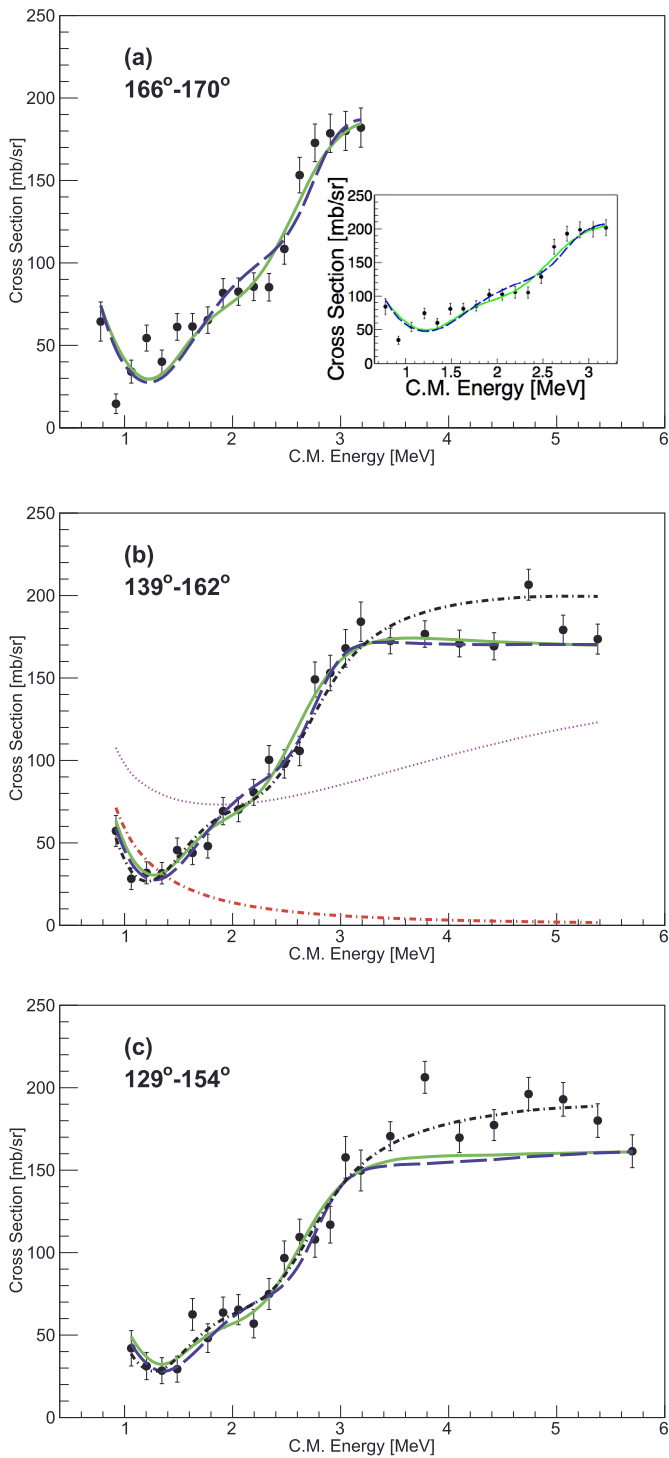 250
200
150
100
50
0
Cross Section [mb/sr]
(a)
166°-170°
250
200
150
100
50
0
Cross Section [mb/sr]
1 1.5 2 2.5 3
C.M. Energy [MeV]
1 2 3 4 5 6
C.M. Energy [MeV]
250
200
150
100
50
0
Cross Section [mb/sr]
(b)
139°-162°
1 2 3 4 5 6
C.M. Energy [MeV]
250
200
150
100
50
0
Cross Section [mb/sr]
(c)
129°-154°
1 2 3 4 5 6
C.M. Energy [MeV]